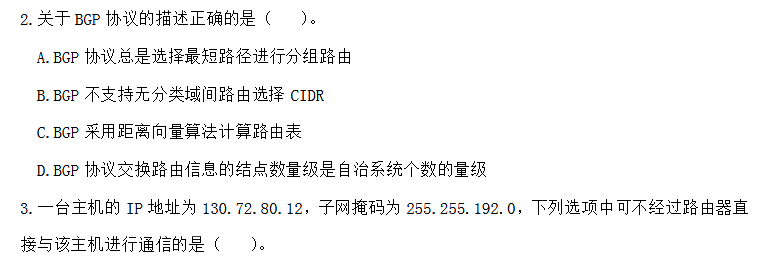 2.关于 BGP 协议的描述正确的是（　　）。
A.BGP 协议总是选择最短路径进行分组路由
B.BGP 不支持无分类域间路由选择 CIDR
C.BGP 采用距离向量算法计算路由表
D.BGP 协议交换路由信息的结点数量级是自治系统个数的量级
3.一台主机的 IP 地址为 130.72.80.12，子网掩码为 255.255.192.0，下列选项中可不经过路由器直
接与该主机进行通信的是（　　）。